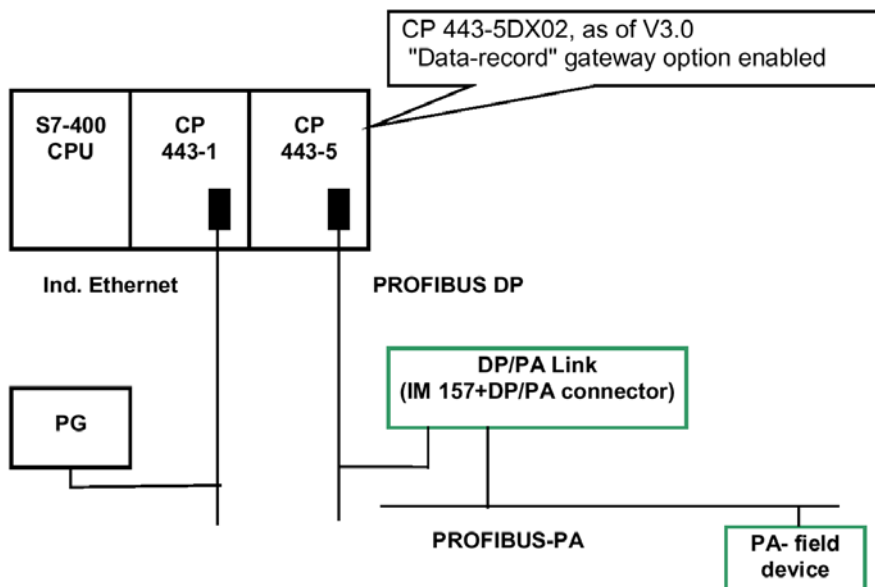 CP 443-5DX02, as of V3.0
"Data-record" gateway option enabled
S7-400
CPU
CP
443-1
CP
443-5
Ind. Ethernet
PROFIBUS DP
DP/PA Link
(IM 157+DP/PA connector)
PG
PROFIBUS-PA
PA- field
device